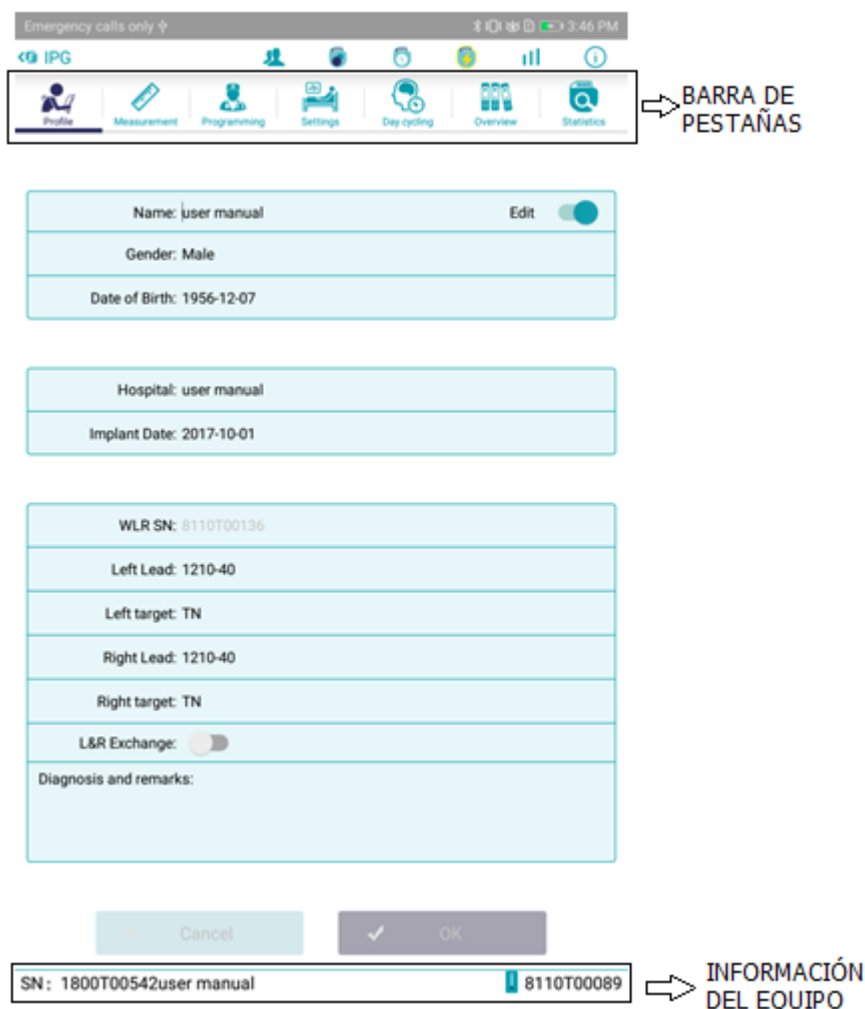 Emergency calls only 3:46 PM
IPG
Profile Measurement Programming Settings Day cycling Overview Statistics
BARRA DE
PESTAÑAS
Name: user manual Edit
Gender: Male
Date of Birth: 1956-12-07
Hospital: user manual
Implant Date: 2017-10-01
WLR SN: 8110T00136
Left Lead: 1210-40
Left target: TN
Right Lead: 1210-40
Right target: TN
L&R Exchange:
Diagnosis and remarks:
Cancel OK
SN: 1800T00542user manual 8110T00089
INFORMACIÓN
DEL EQUIPO